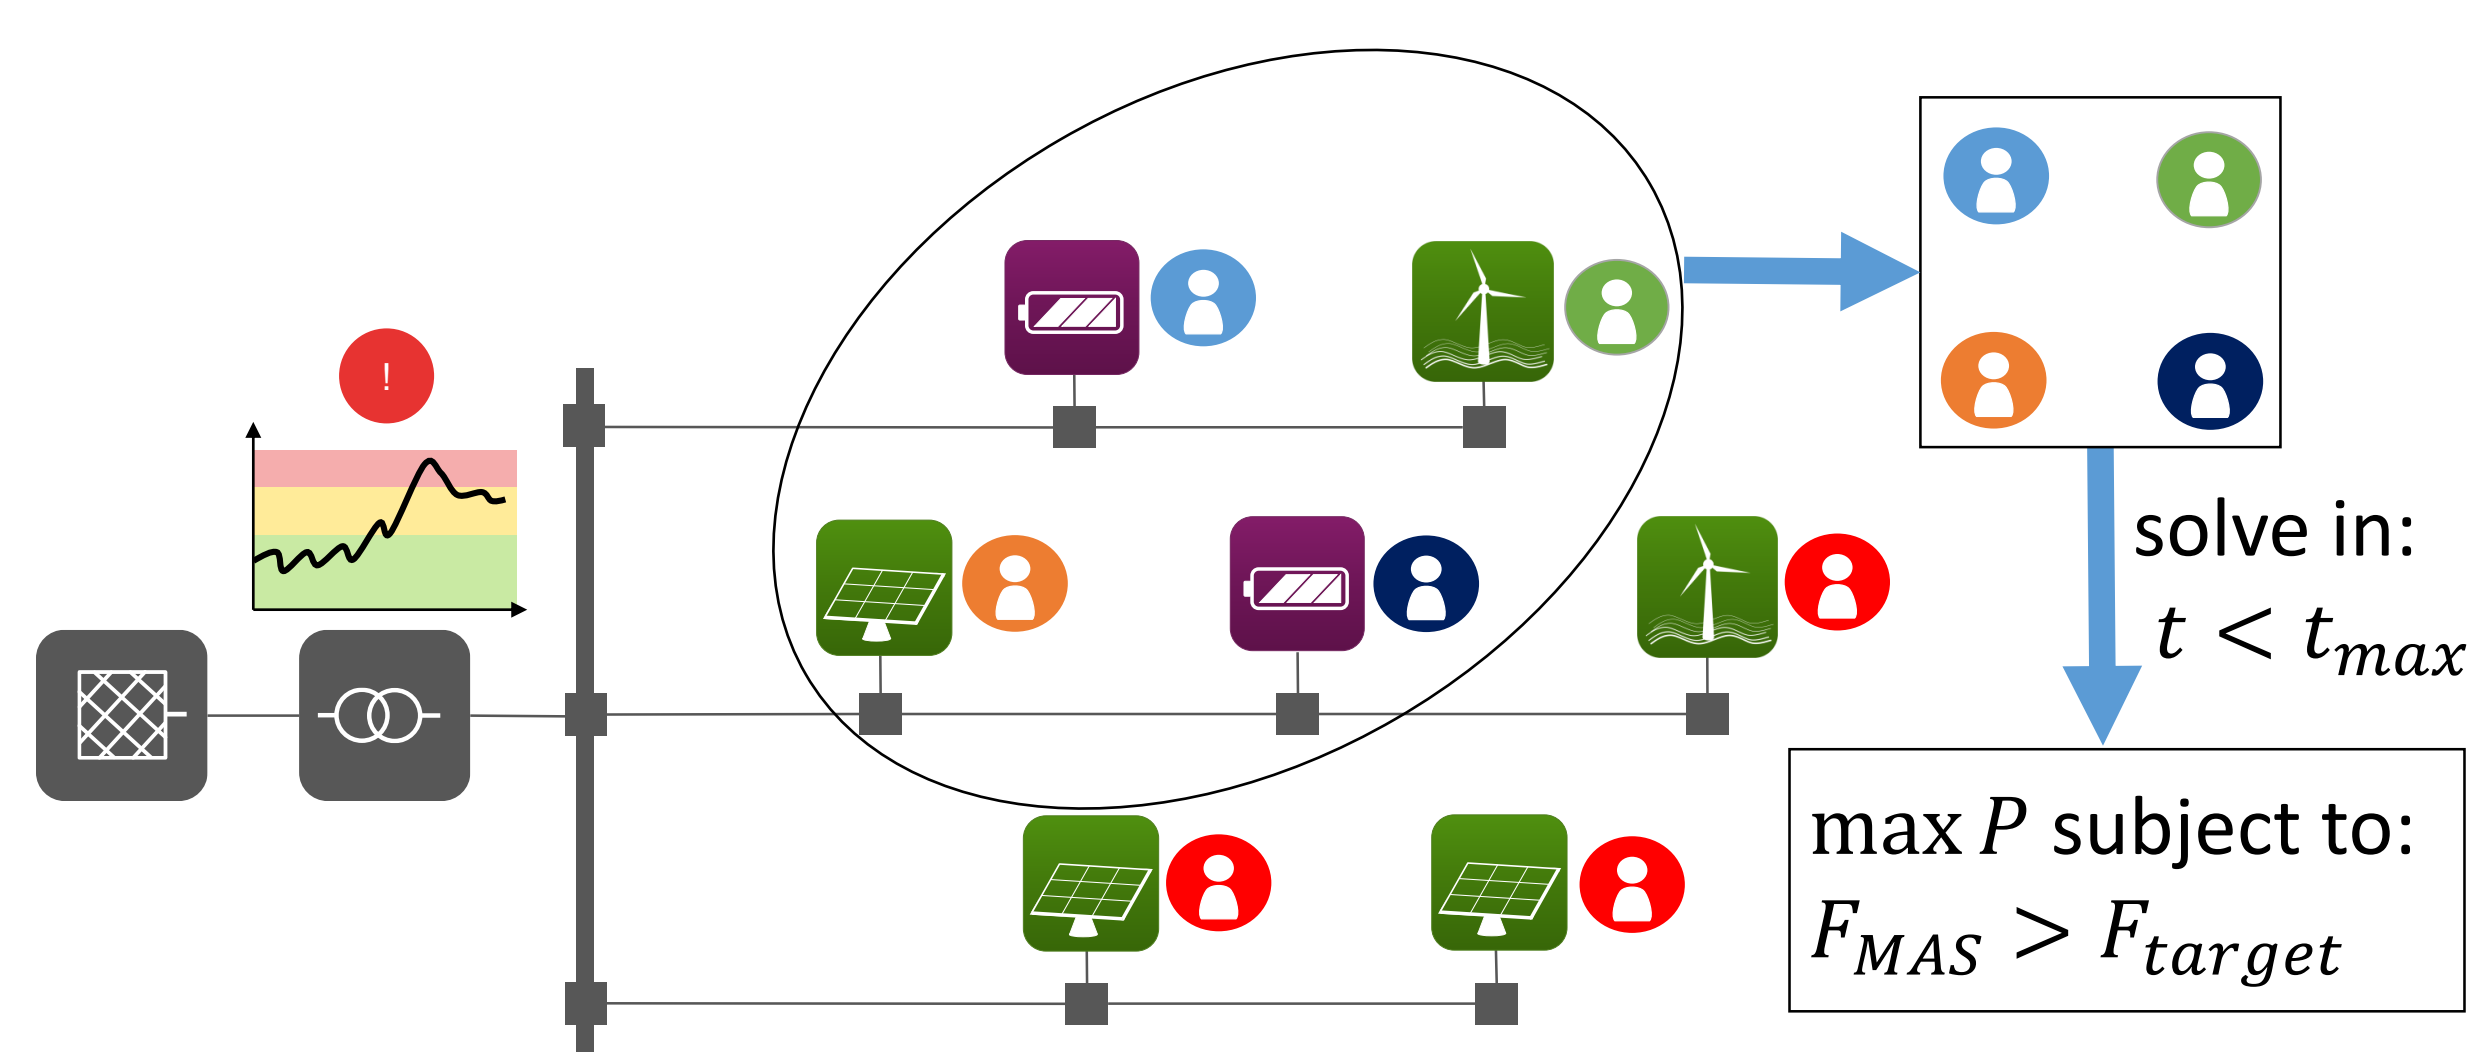 !
solve in:
t < t_max
max P subject to:
F_MAS > F_target